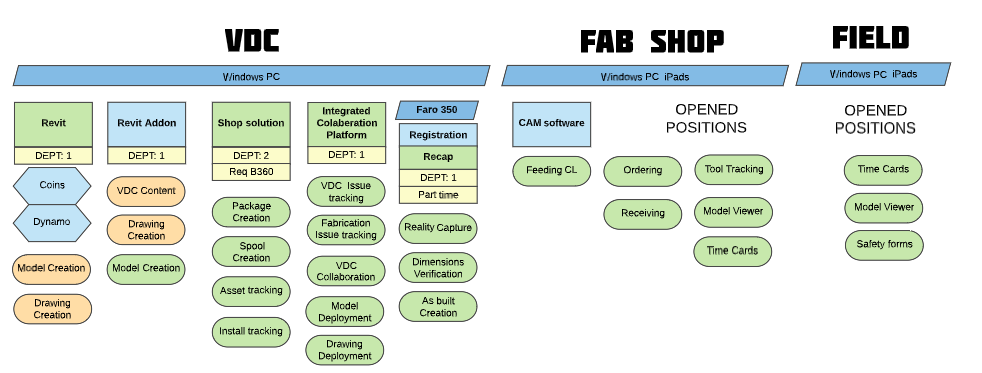 VDC
Windows PC
Revit
DEPT: 1
Coins
Dynamo
Model Creation
Drawing
Creation
Revit Addon
DEPT: 1
VDC Content
Drawing
Creation
Model Creation
Shop solution
DEPT: 2
Req B360
Package
Creation
Spool
Creation
Asset tracking
Install tracking
Integrated
Colaberation
Platform
DEPT: 1
VDC Issue
tracking
Fabrication
Issue tracking
VDC
Collaboration
Model
Deployment
Drawing
Deployment
Faro 350
Registration
Recap
DEPT: 1
Part time
Reality Capture
Dimensions
Verification
As built
Creation
FAB SHOP
Windows PC iPads
CAM software
Feeding CL
OPENED
POSITIONS
Ordering
Receiving
Tool Tracking
Model Viewer
Time Cards
FIELD
Windows PC iPads
OPENED
POSITIONS
Time Cards
Model Viewer
Safety forms